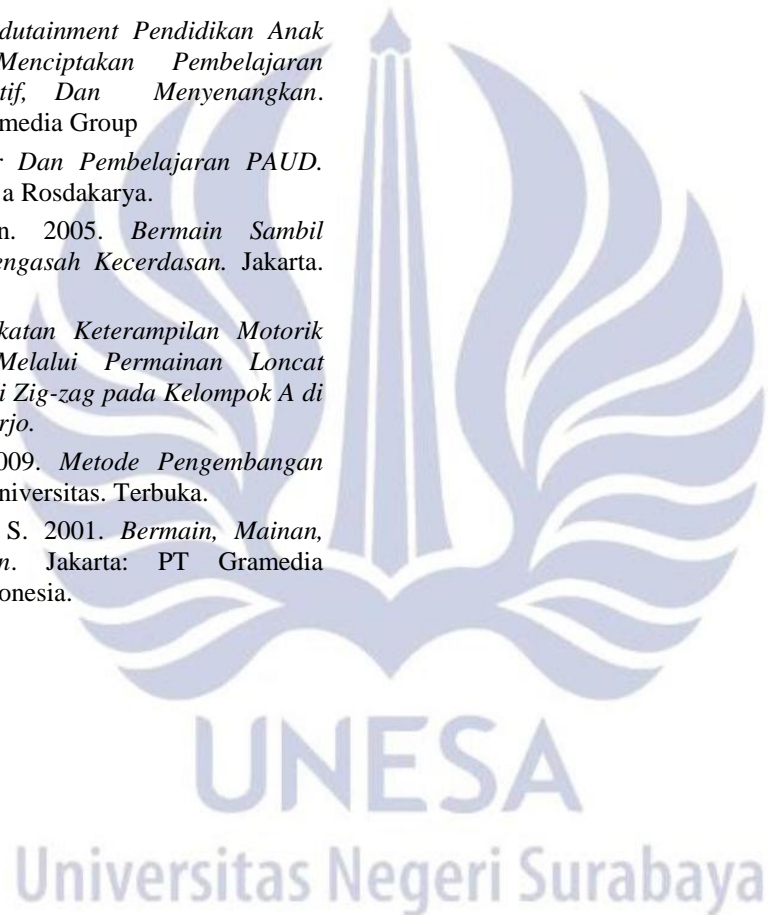 dutainment Pendidikan Anak
Menciptakan Pembelajaran
tif, Dan Menyenangkan.
media Group
r Dan Pembelajaran PAUD.
a Rosdakarya.
n. 2005. Bermain Sambil
engasah Kecerdasan. Jakarta.
katan Keterampilan Motorik
Melalui Permainan Loncat
i Zig-zag pada Kelompok A di
rjo.
009. Metode Pengembangan
niversitas. Terbuka.
S. 2001. Bermain, Mainan,
n. Jakarta: PT Gramedia
onesia.
UNESA
Universitas Negeri Surabaya